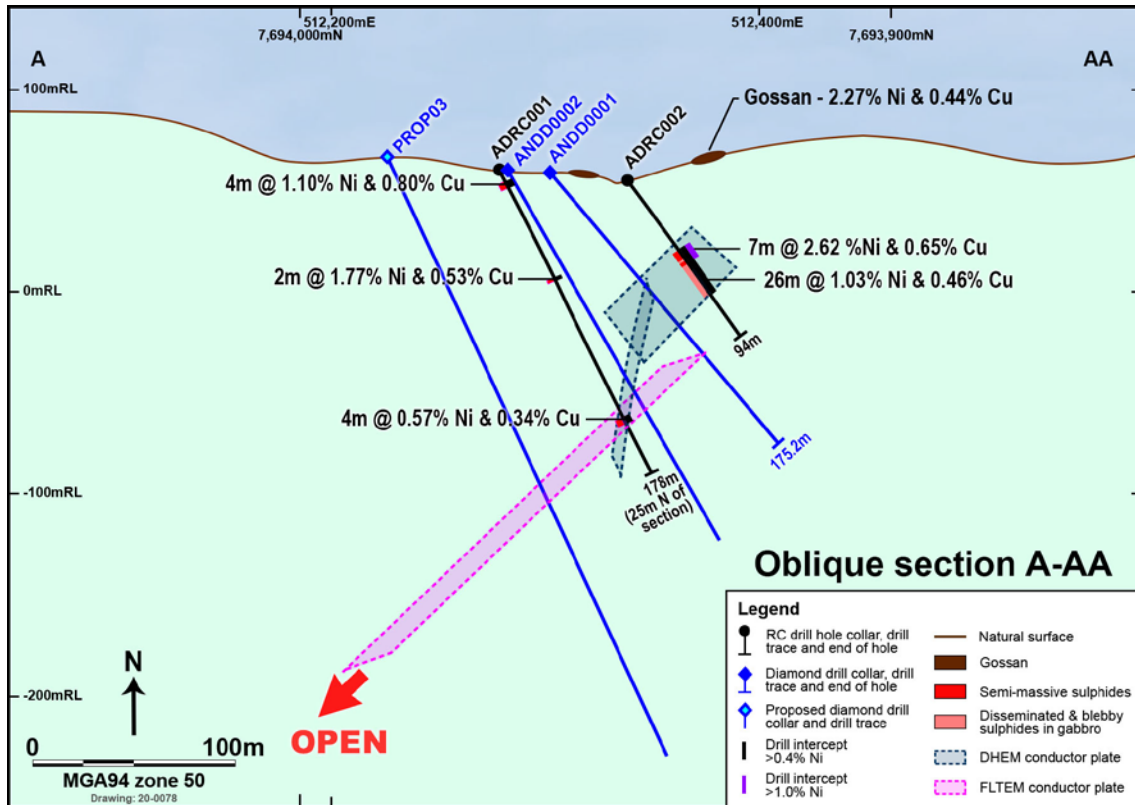 512,200mE
7,694,000mN
512,400mE
7,693,900mN
A
AA
100mRL
PROP03
ADRC001
ANDD0002
ANDD0001
ADRC002
Gossan - 2.27% Ni & 0.44% Cu
4m @ 1.10% Ni & 0.80% Cu
7m @ 2.62 %Ni & 0.65% Cu
2m @ 1.77% Ni & 0.53% Cu
26m @ 1.03% Ni & 0.46% Cu
0mRL
94m
4m @ 0.57% Ni & 0.34% Cu
175.2m
178m
(25m N of
section)
-100mRL
-200mRL
OPEN
N
0
100m
MGA94 zone 50
Drawing: 20-0078
Oblique section A-AA
Legend
RC drill hole collar, drill
trace and end of hole
Diamond drill collar, drill
trace and end of hole
Proposed diamond drill
collar and drill trace
Drill intercept
>0.4% Ni
Drill intercept
>1.0% Ni
Natural surface
Gossan
Semi-massive sulphides
Disseminated & blebby
sulphides in gabbro
DHEM conductor plate
FLTEM conductor plate